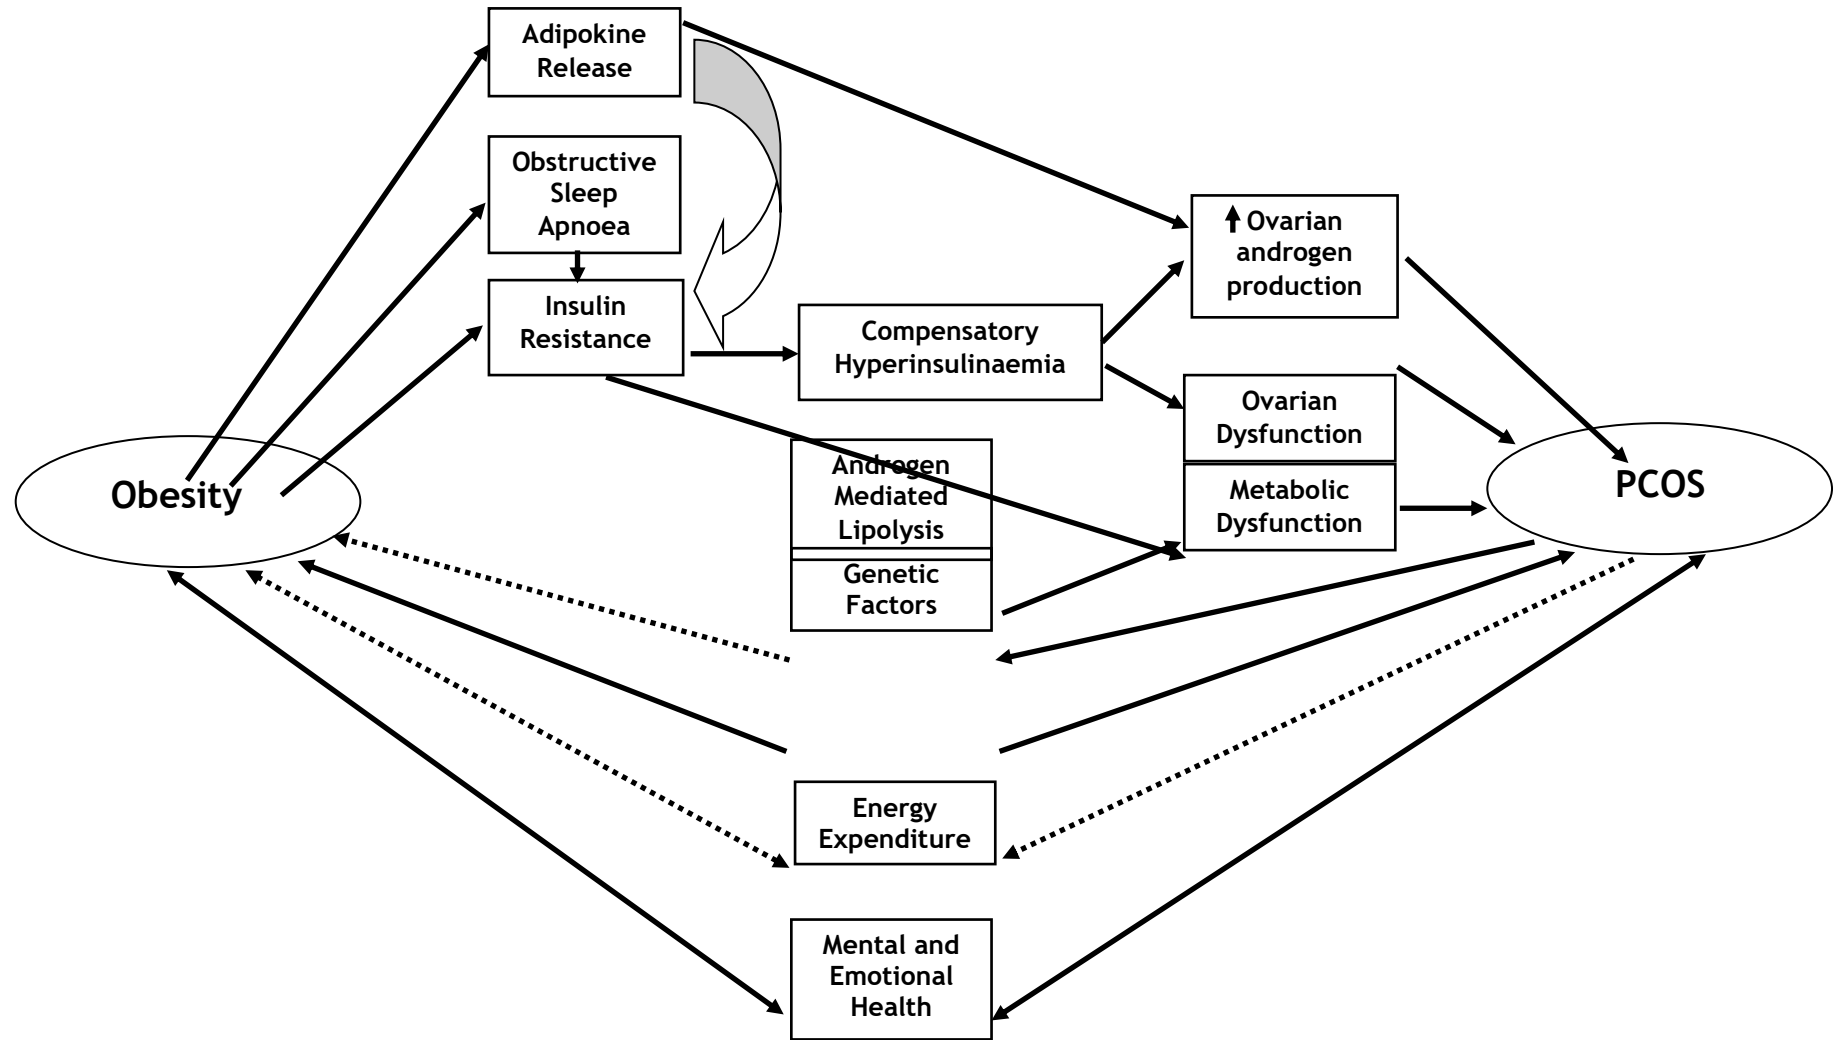 Adipokine
Release
Obstructive
Sleep
Apnoea
Insulin
Resistance
Compensatory
Hyperinsulinaemia
Ovarian
androgen
production
Ovarian
Dysfunction
Metabolic
Dysfunction
Obesity
PCOS
Androgen
Mediated
Lipolysis
Genetic
Factors
Energy
Expenditure
Mental and
Emotional
Health